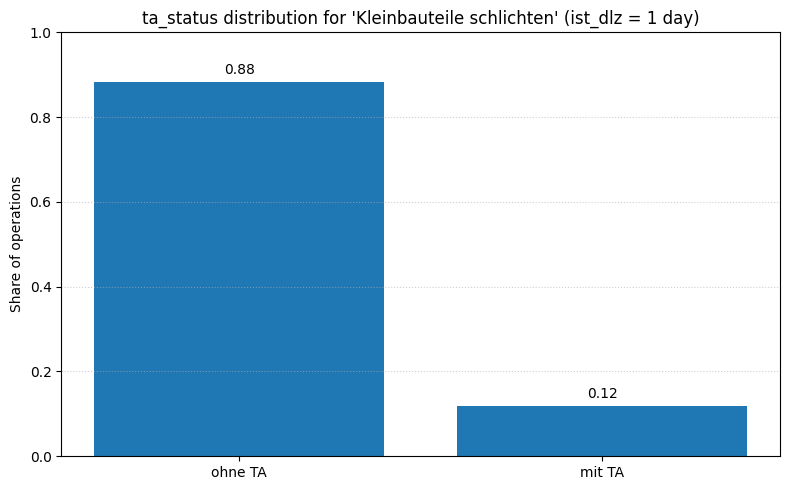 ta_status distribution for 'Kleinbauteile schlichten' (ist_dlz = 1 day)
Share of operations
1.0
0.8
0.6
0.4
0.2
0.0
0.88
0.12
ohne TA
mit TA